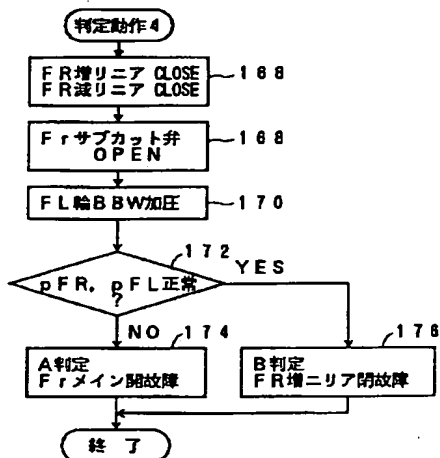 判定動作4
FR増リニア CLOSE
FR減リニア CLOSE
166
Frサブカット弁
OPEN
168
FL輪BBW加圧
170
172
pFR, pFL正常
?
YES
NO
174
176
A判定
Frメイン開故障
B判定
FR増ニリア閉故障
終 了